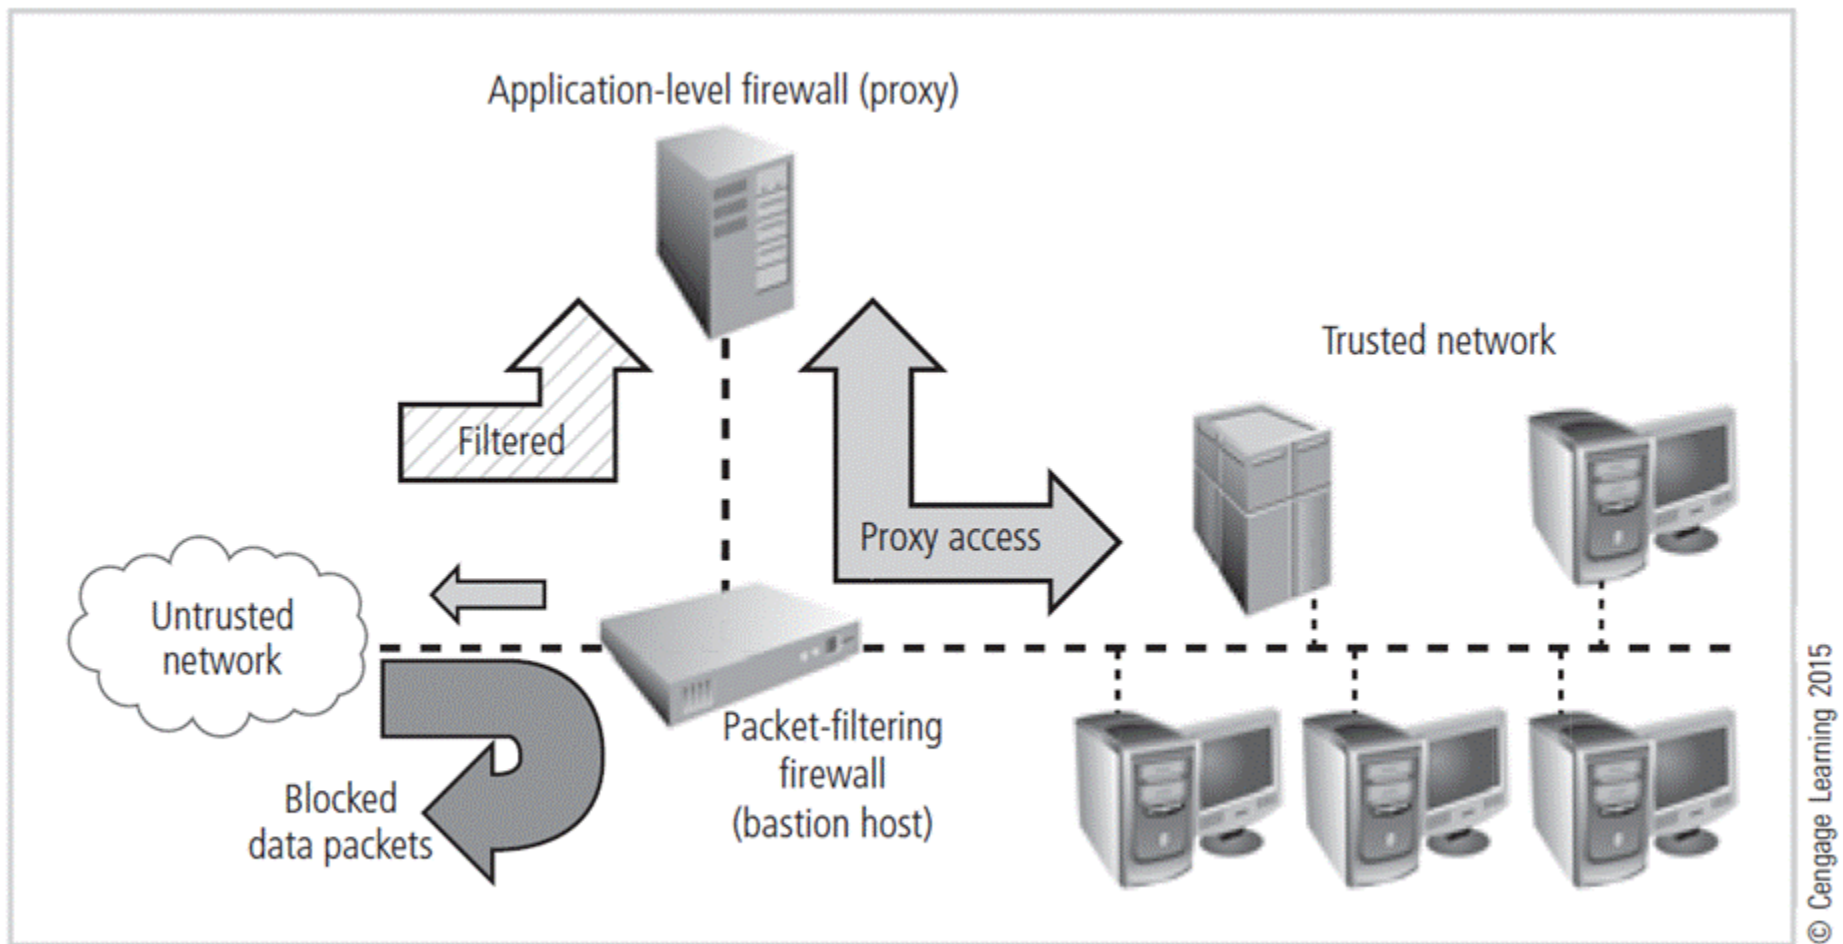 Application-level firewall (proxy)
Trusted network
Filtered
Proxy access
Untrusted
network
Packet-filtering
firewall
(bastion host)
Blocked
data packets
© Cengage Learning 2015